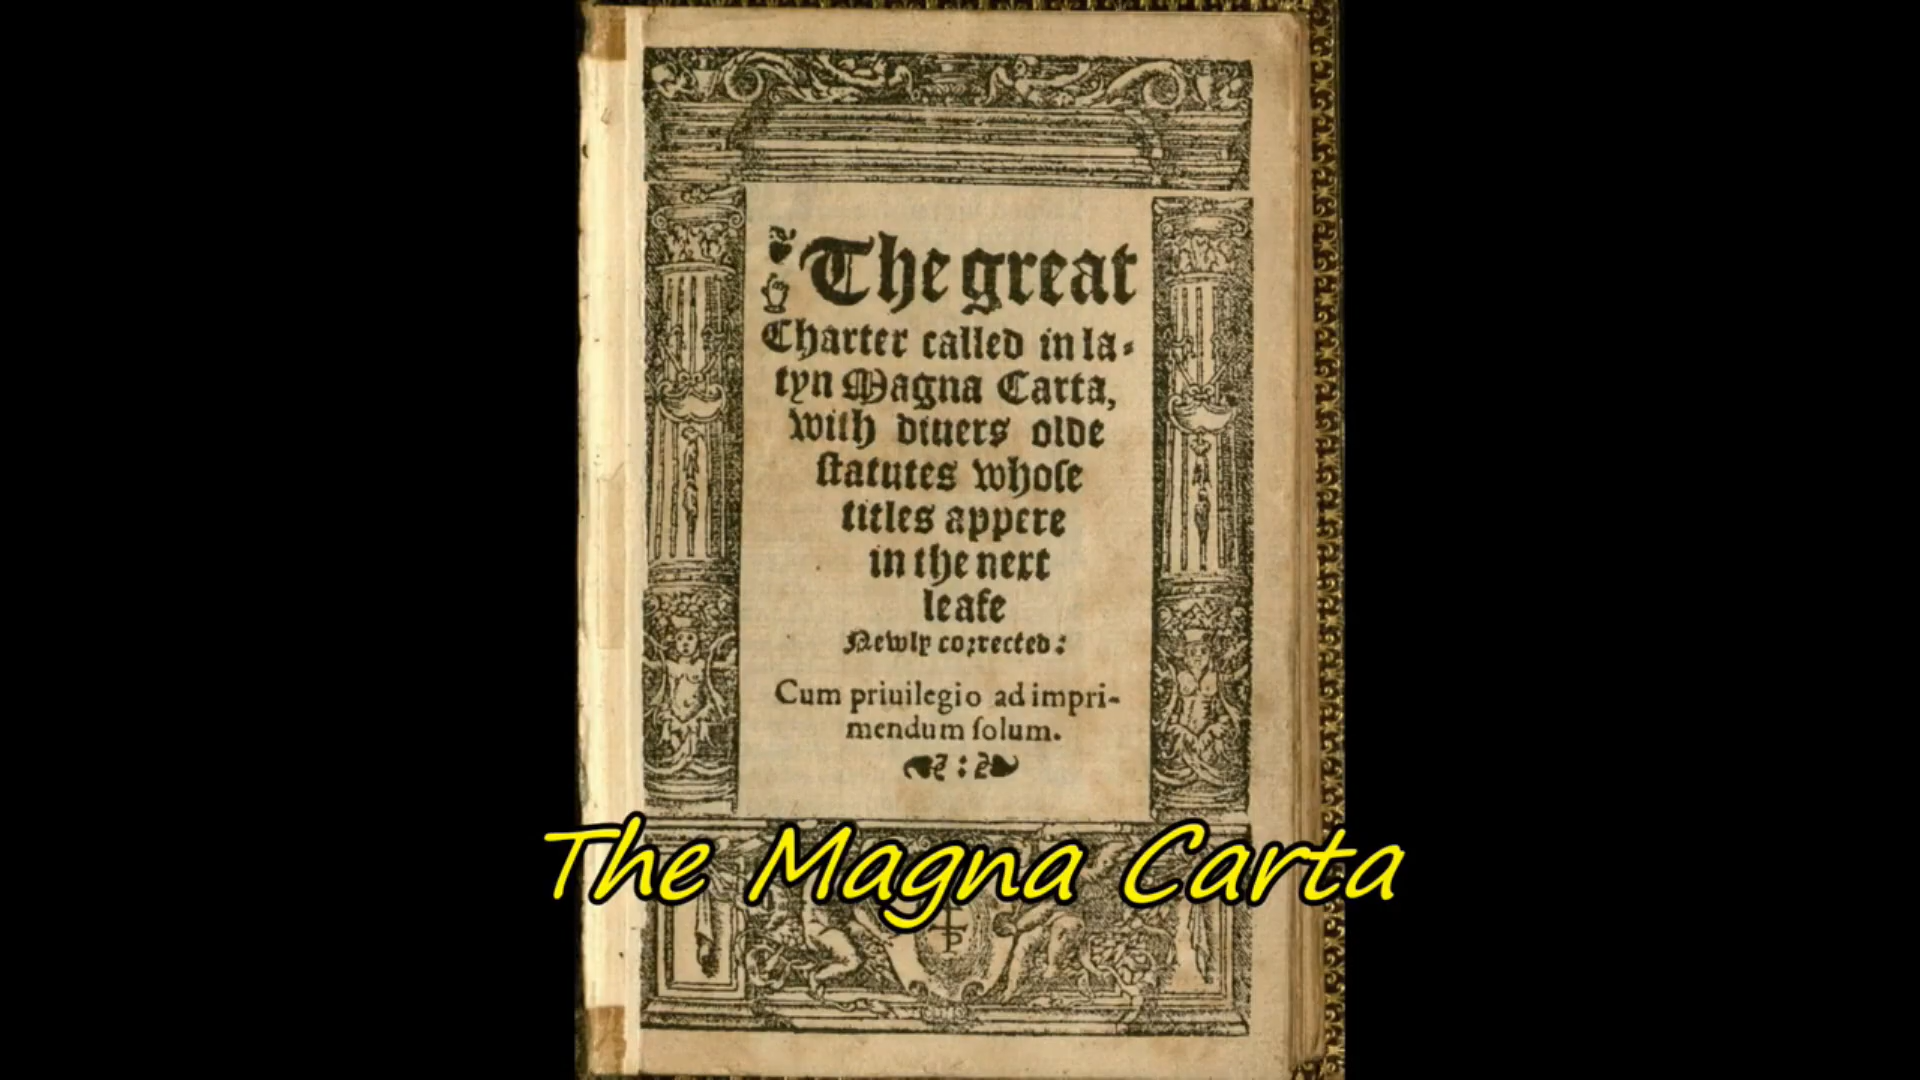 The great
Charter called in la-
tyn Magna Carta,
with diuers olde
ſtatutes whoſe
titles appere
in the next
leafe
Newly corrected:
Cum priuilegio ad impri-
mendum ſolum.
The Magna Carta